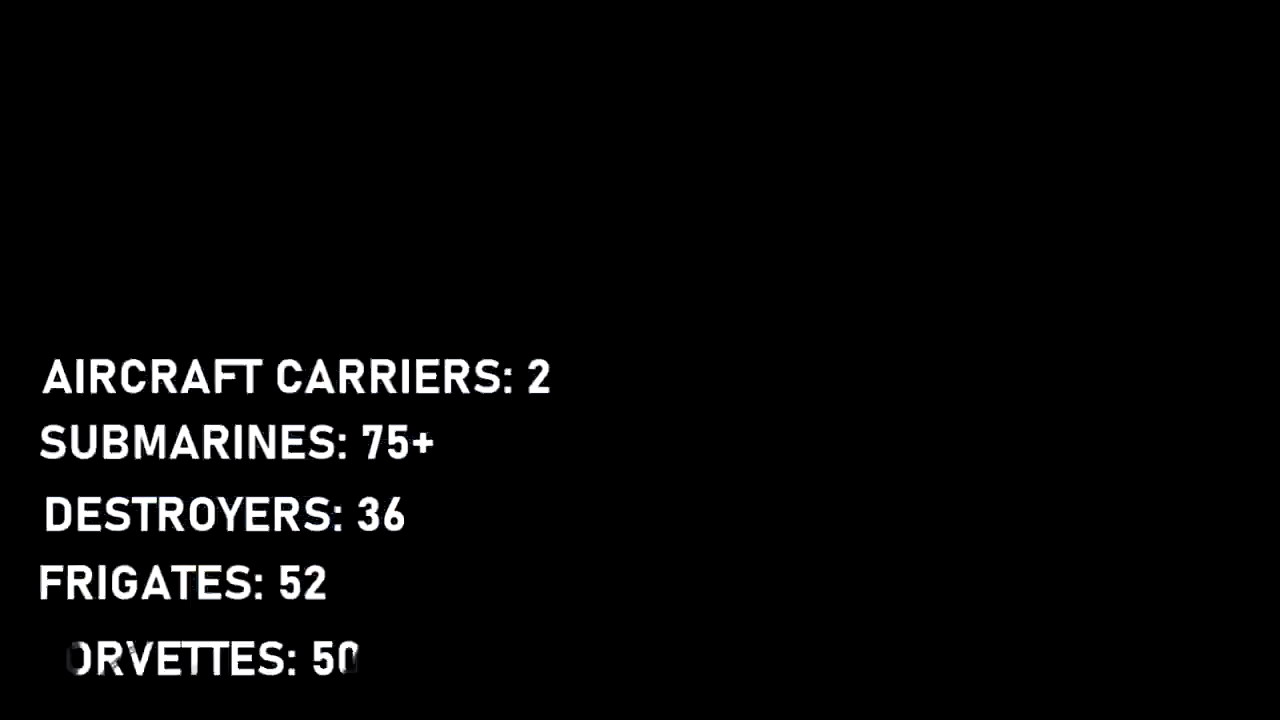 AIRCRAFT CARRIERS: 2
SUBMARINES: 75+
DESTROYERS: 36
FRIGATES: 52
ORVETTES: 50